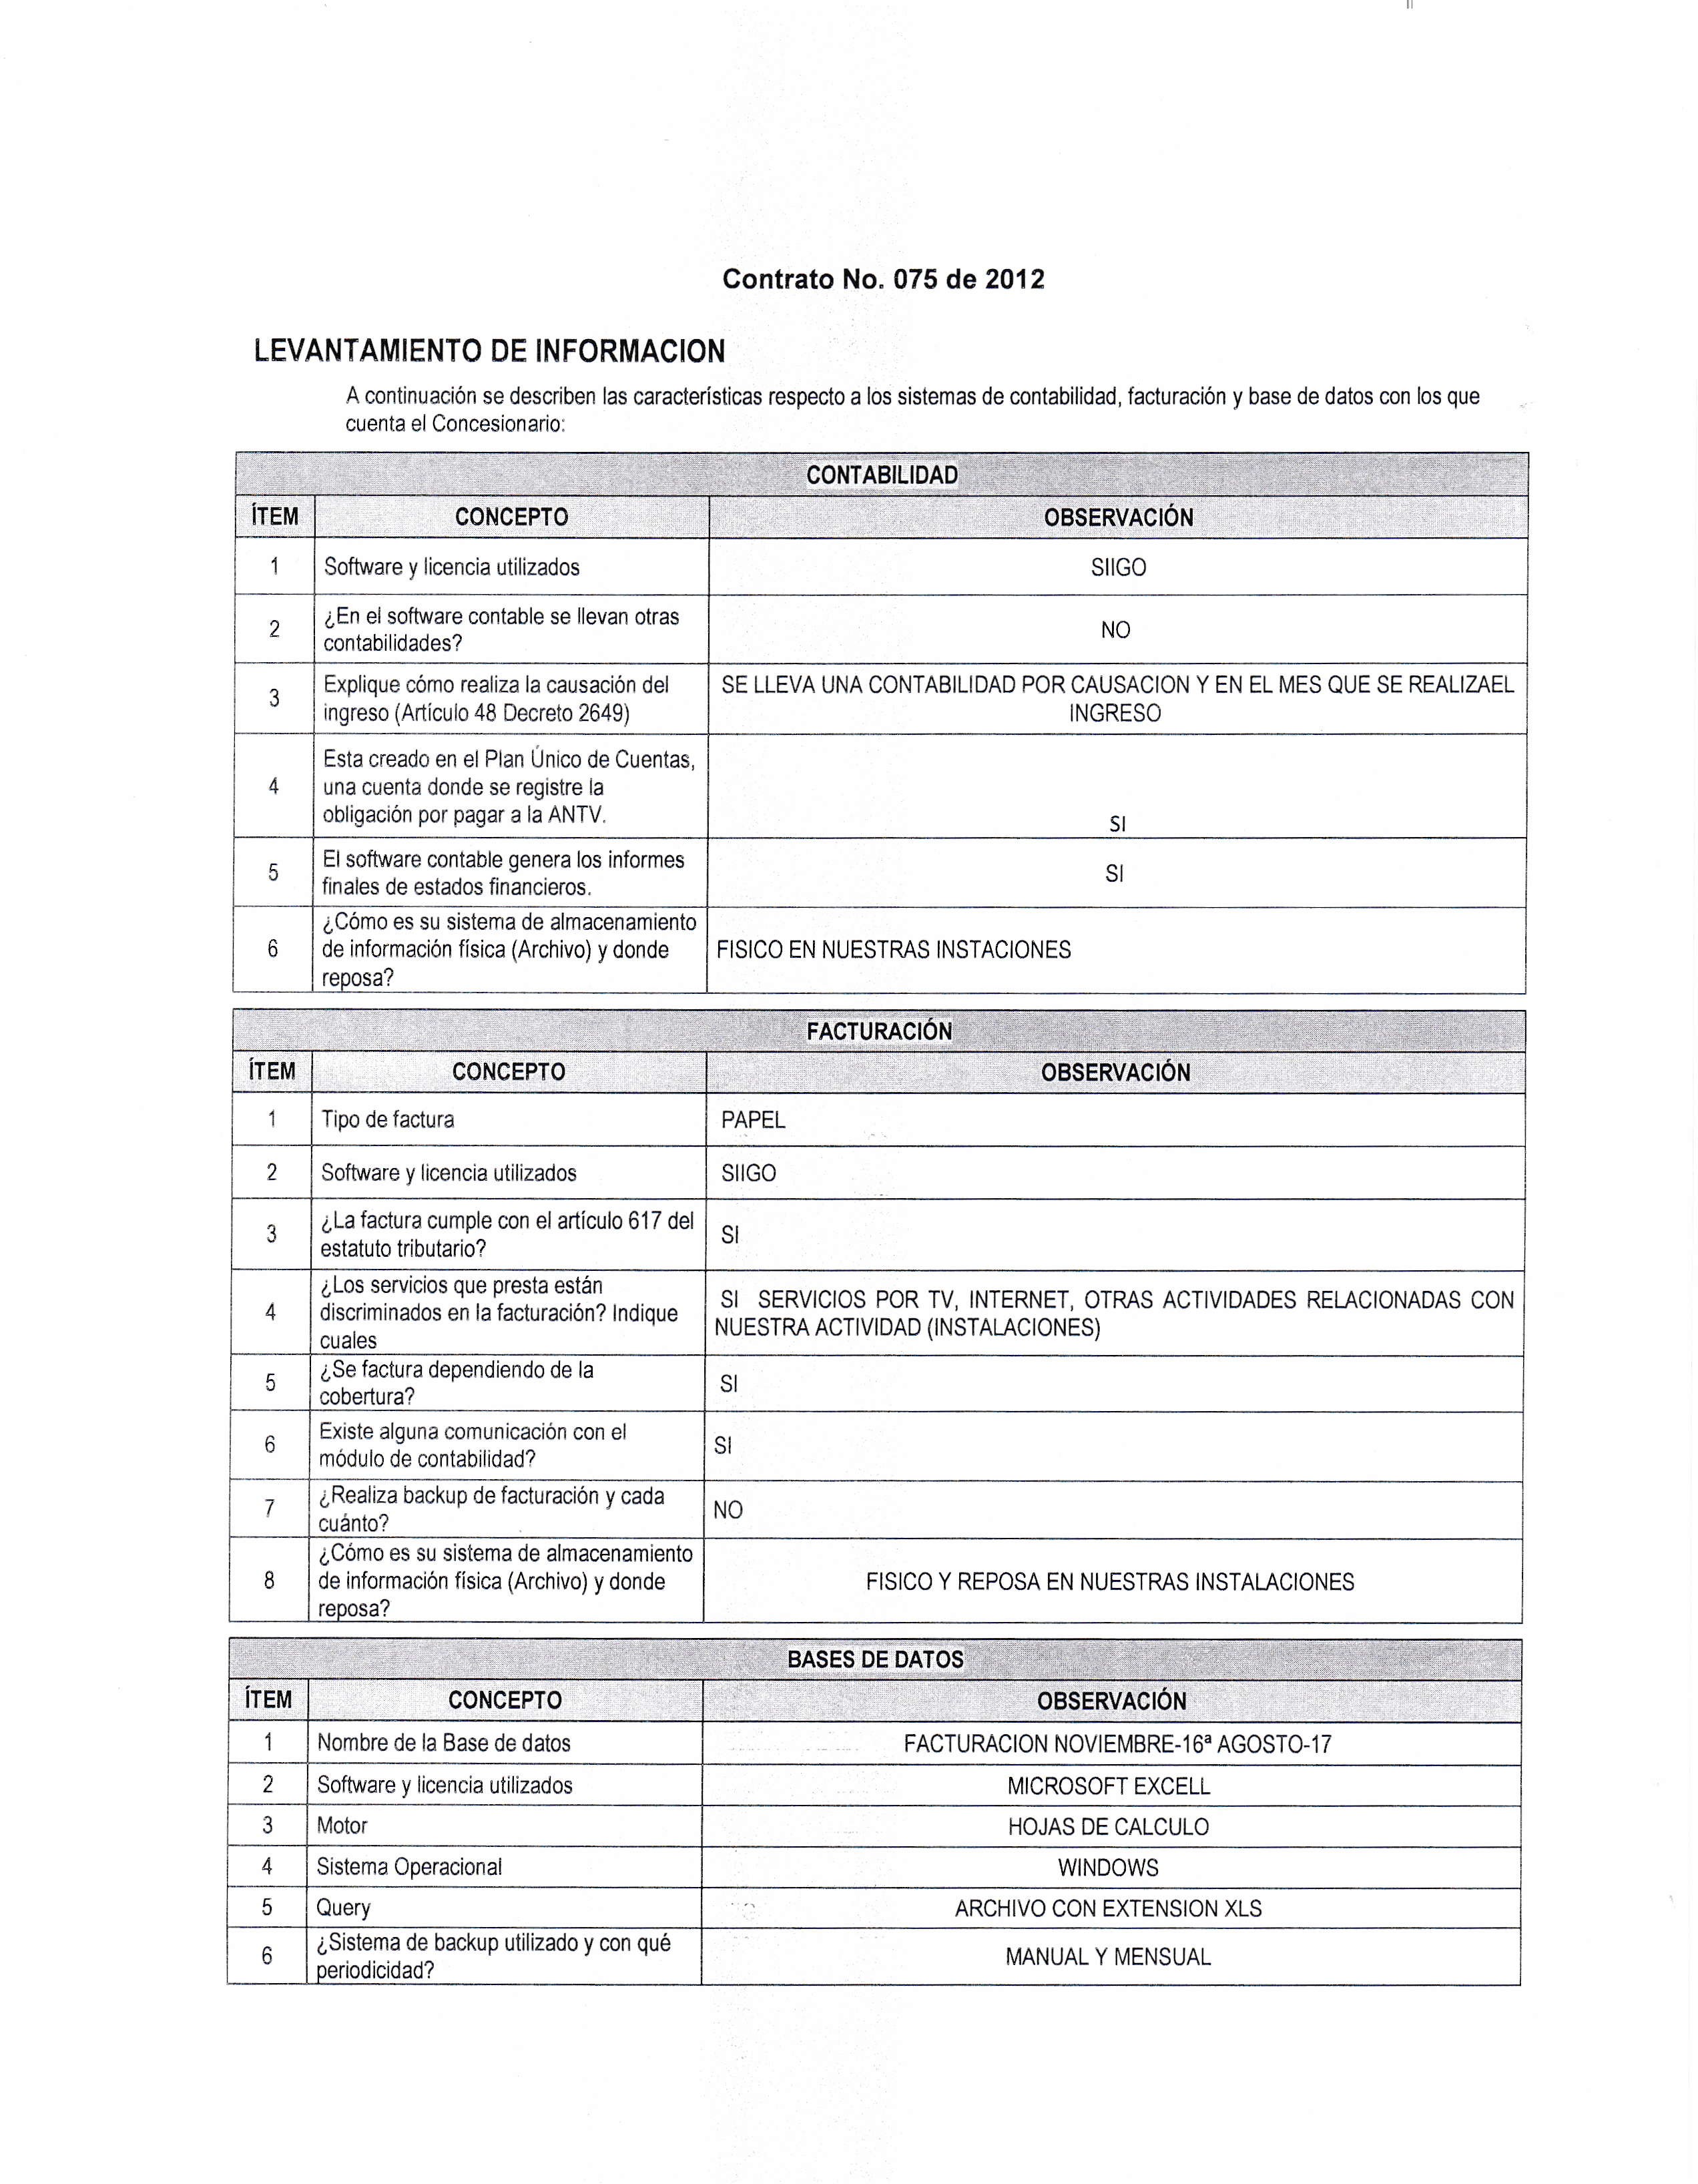 Contrato No. 075 de 2012
LEVANTAMIENTO DE INFORMACION
A continuación se describen las características respecto a los sistemas de contabilidad, facturación y base de datos con los que
cuenta el Concesionario:
CONTABILIDAD
ÍTEM CONCEPTO OBSERVACIÓN
1 Software y licencia utilizados SIIGO
2 ¿En el software contable se llevan otras
contabilidades? NO
3 Explique cómo realiza la causación del
ingreso (Artículo 48 Decreto 2649)
SE LLEVA UNA CONTABILIDAD POR CAUSACION Y EN EL MES QUE SE REALIZAEL
INGRESO
4 Esta creado en el Plan Único de Cuentas,
una cuenta donde se registre la
obligación por pagar a la ANTV.
SI
5 El software contable genera los informes
finales de estados financieros.
SI
6 ¿Cómo es su sistema de almacenamiento
de información física (Archivo) y donde
reposa?
FISICO EN NUESTRAS INSTACIONES
FACTURACIÓN
ÍTEM CONCEPTO OBSERVACIÓN
1 Tipo de factura PAPEL
2 Software y licencia utilizados SIIGO
3 ¿La factura cumple con el artículo 617 del
estatuto tributario?
SI
4 ¿Los servicios que presta están
discriminados en la facturación? Indique
cuales
SI SERVICIOS POR TV, INTERNET, OTRAS ACTIVIDADES RELACIONADAS CON
NUESTRA ACTIVIDAD (INSTALACIONES)
5 ¿Se factura dependiendo de la
cobertura?
SI
6 Existe alguna comunicación con el
módulo de contabilidad?
SI
7 ¿Realiza backup de facturación y cada
cuánto?
NO
8 ¿Cómo es su sistema de almacenamiento
de información física (Archivo) y donde
reposa?
FISICO Y REPOSA EN NUESTRAS INSTALACIONES
BASES DE DATOS
ÍTEM CONCEPTO OBSERVACIÓN
1 Nombre de la Base de datos FACTURACION NOVIEMBRE-16ª AGOSTO-17
2 Software y licencia utilizados MICROSOFT EXCELL
3 Motor HOJAS DE CALCULO
4 Sistema Operacional WINDOWS
5 Query ARCHIVO CON EXTENSION XLS
6 ¿Sistema de backup utilizado y con qué
periodicidad?
MANUAL Y MENSUAL